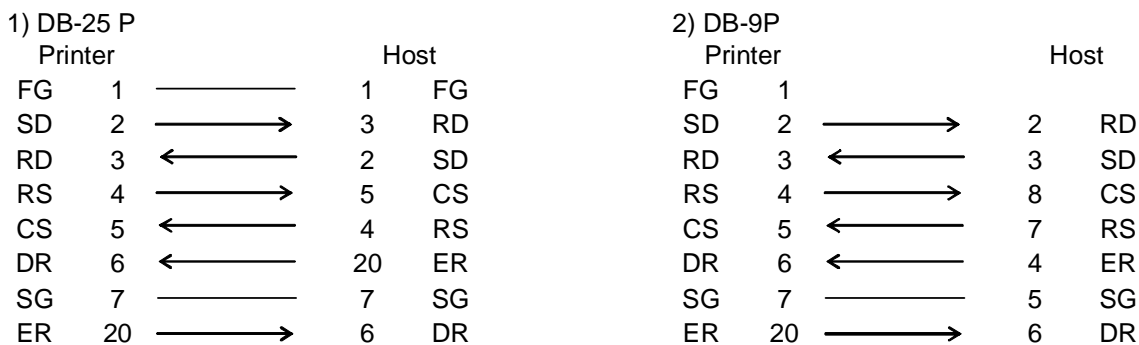 1) DB-25 P
Printer Host
FG 1 1 FG
SD 2 3 RD
RD 3 2 SD
RS 4 5 CS
CS 5 4 RS
DR 6 20 ER
SG 7 7 SG
ER 20 6 DR
2) DB-9P
Printer Host
FG 1
SD 2 2 RD
RD 3 3 SD
RS 4 8 CS
CS 5 7 RS
DR 6 4 ER
SG 7 5 SG
ER 20 6 DR